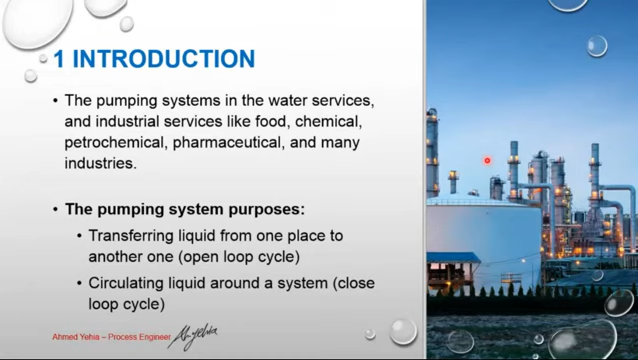 1 INTRODUCTION
• The pumping systems in the water services,
and industrial services like food, chemical,
petrochemical, pharmaceutical, and many
industries.
• The pumping system purposes:
• Transferring liquid from one place to
another one (open loop cycle)
• Circulating liquid around a system (close
loop cycle)
Ahmed Yehia – Process Engineer